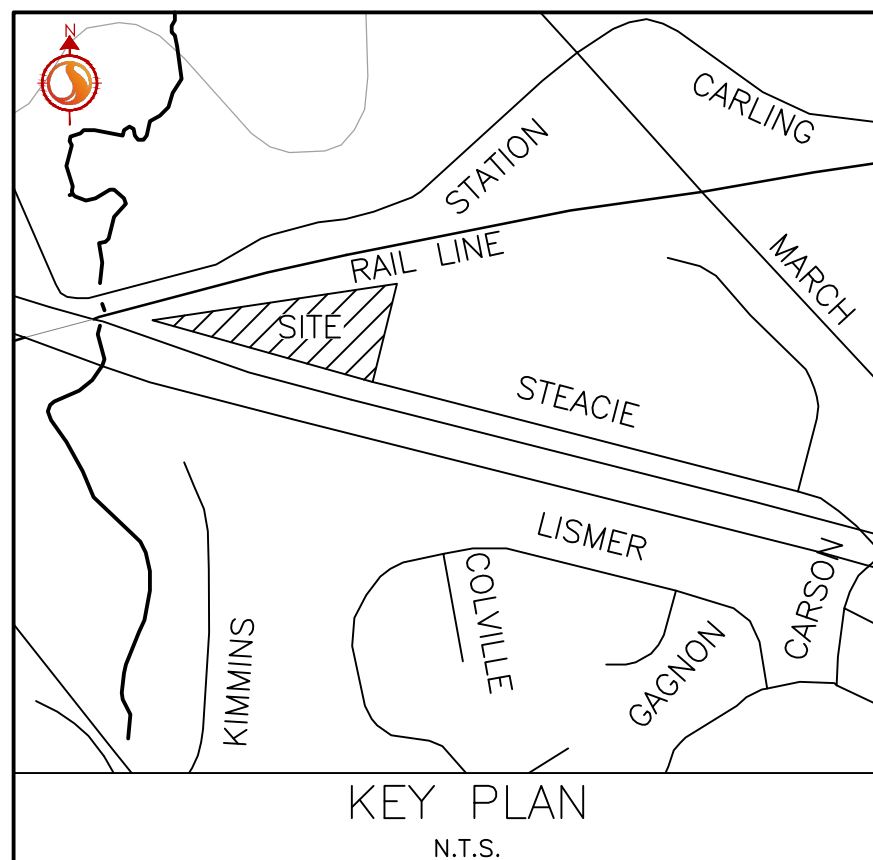 N
CARLING
STATION
MARCH
RAIL LINE
SITE
STEACIE
LISMER
CARSON
COLVILLE
GAGNON
KIMMINS
KEY PLAN
N.T.S.